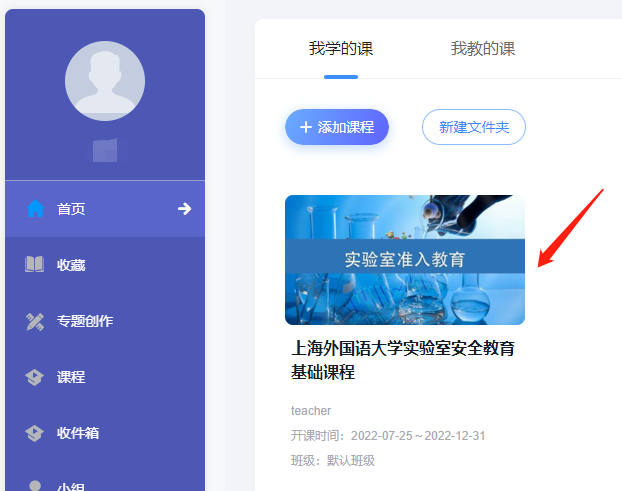 我学的课
我教的课
添加课程
新建文件夹
首页
收藏
专题创作
课程
收件箱
小组
实验室准入教育
上海外国语大学实验室安全教育
基础课程
teacher
开课时间：2022-07-25～2022-12-31
班级：默认班级